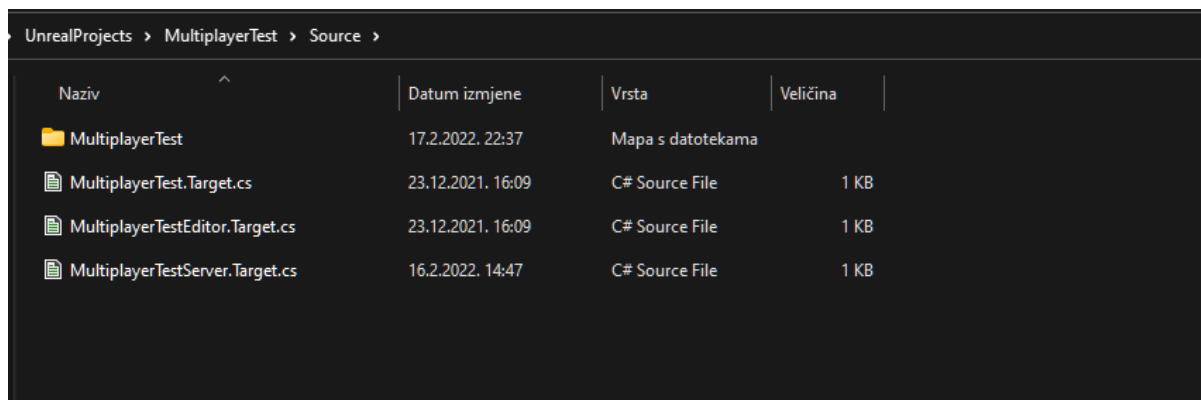 UnrealProjects > MultiplayerTest > Source >
Naziv Datum izmjene Vrsta Veličina
MultiplayerTest 17.2.2022. 22:37 Mapa s datotekama
MultiplayerTest.Target.cs 23.12.2021. 16:09 C# Source File 1 KB
MultiplayerTestEditor.Target.cs 23.12.2021. 16:09 C# Source File 1 KB
MultiplayerTestServer.Target.cs 16.2.2022. 14:47 C# Source File 1 KB